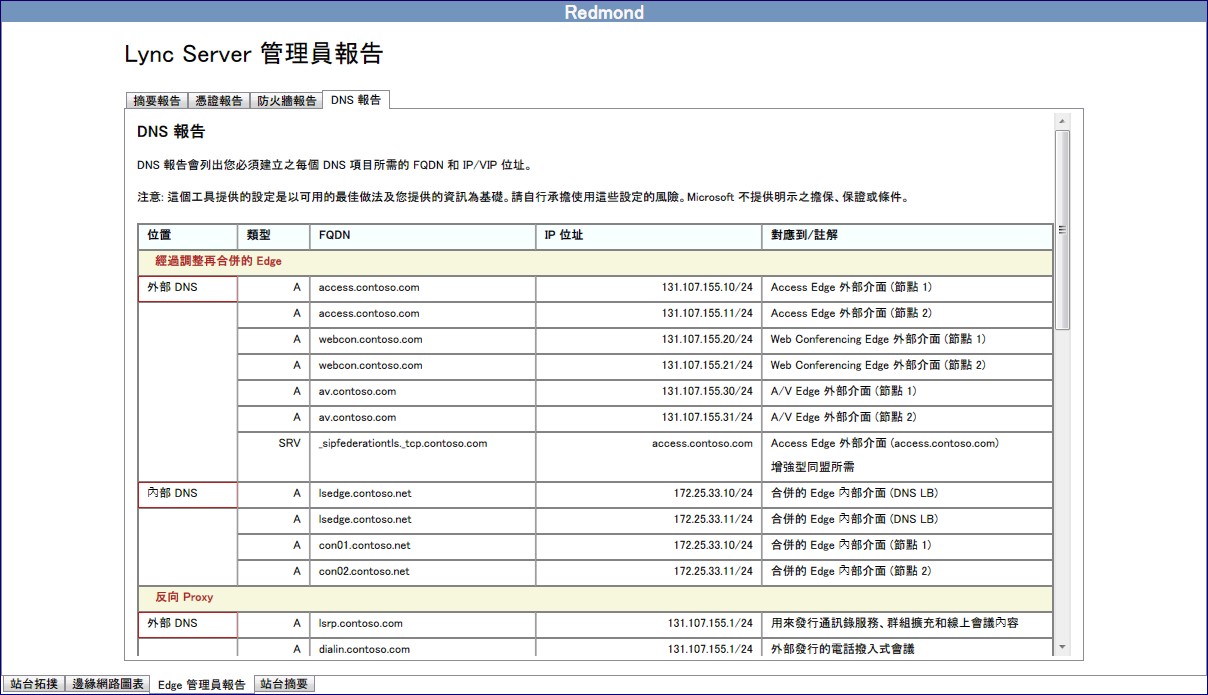 Redmond
Lync Server 管理員報告
摘要報告 憑證報告 防火牆報告 DNS 報告
DNS 報告
DNS 報告會列出您必須建立之每個 DNS 項目所需的 FQDN 和 IP/VIP 位址。
注意: 這個工具提供的設定是以可用的最佳做法及您提供的資訊為基礎。請自行承擔使用這些設定的風險。Microsoft 不提供明示之擔保、保證或條件。
位置 類型 FQDN IP 位址 對應到/註解
經過調整再合併的 Edge
外部 DNS A access.contoso.com 131.107.155.10/24 Access Edge 外部介面 (節點 1)
A access.contoso.com 131.107.155.11/24 Access Edge 外部介面 (節點 2)
A webcon.contoso.com 131.107.155.20/24 Web Conferencing Edge 外部介面 (節點 1)
A webcon.contoso.com 131.107.155.21/24 Web Conferencing Edge 外部介面 (節點 2)
A av.contoso.com 131.107.155.30/24 A/V Edge 外部介面 (節點 1)
A av.contoso.com 131.107.155.31/24 A/V Edge 外部介面 (節點 2)
SRV _sipfederationtls._tcp.contoso.com access.contoso.com Access Edge 外部介面 (access.contoso.com)
增強型同盟所需
內部 DNS A lsedge.contoso.net 172.25.33.10/24 合併的 Edge 內部介面 (DNS LB)
A lsedge.contoso.net 172.25.33.11/24 合併的 Edge 內部介面 (DNS LB)
A con01.contoso.net 172.25.33.10/24 合併的 Edge 內部介面 (節點 1)
A con02.contoso.net 172.25.33.11/24 合併的 Edge 內部介面 (節點 2)
反向 Proxy
外部 DNS A lsrp.contoso.com 131.107.155.1/24 用來發行通訊錄服務、群組擴充和線上會議內容
A dialin.contoso.com 131.107.155.1/24 外部發行的電話撥入式會議
站台拓撲 邊緣網路圖表 Edge 管理員報告 站台摘要